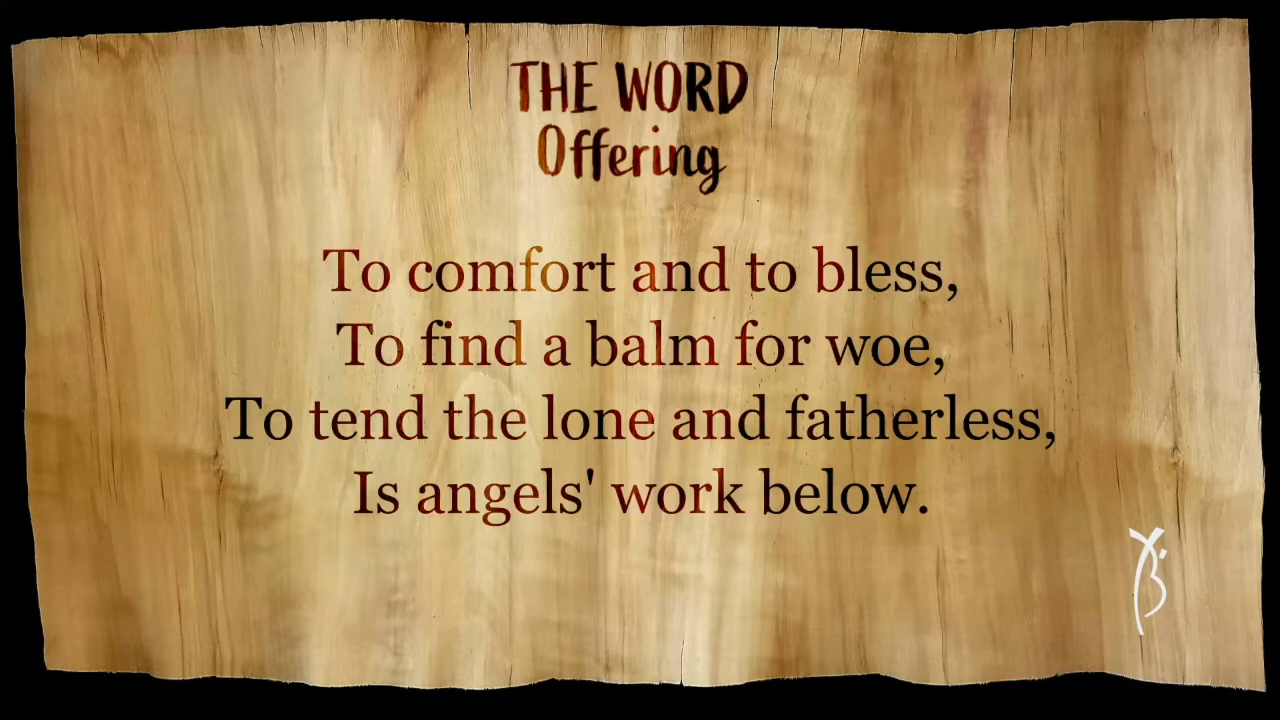 THE WORD
Offering
To comfort and to bless,
To find a balm for woe,
To tend the lone and fatherless,
Is angels' work below.